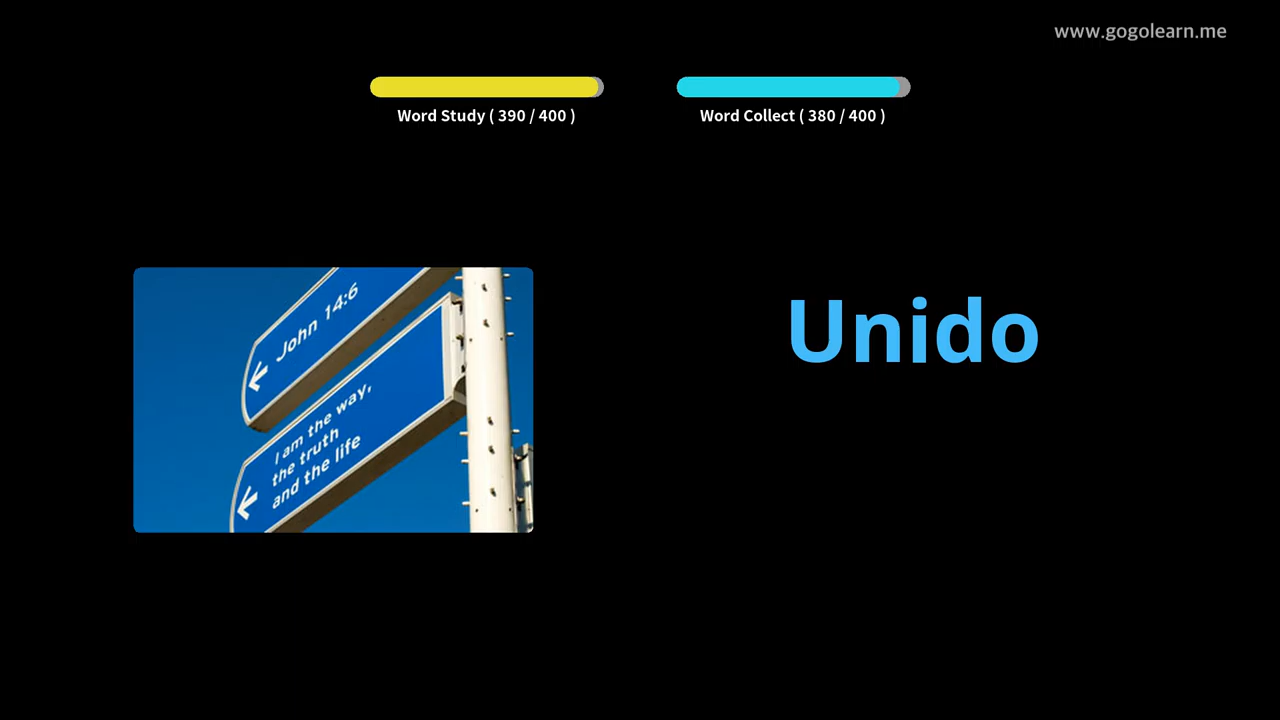 www.gogolearn.me
Word Study ( 390 / 400 )
Word Collect ( 380 / 400 )
John 14:6
I am the way,
the truth
and the life
Unido